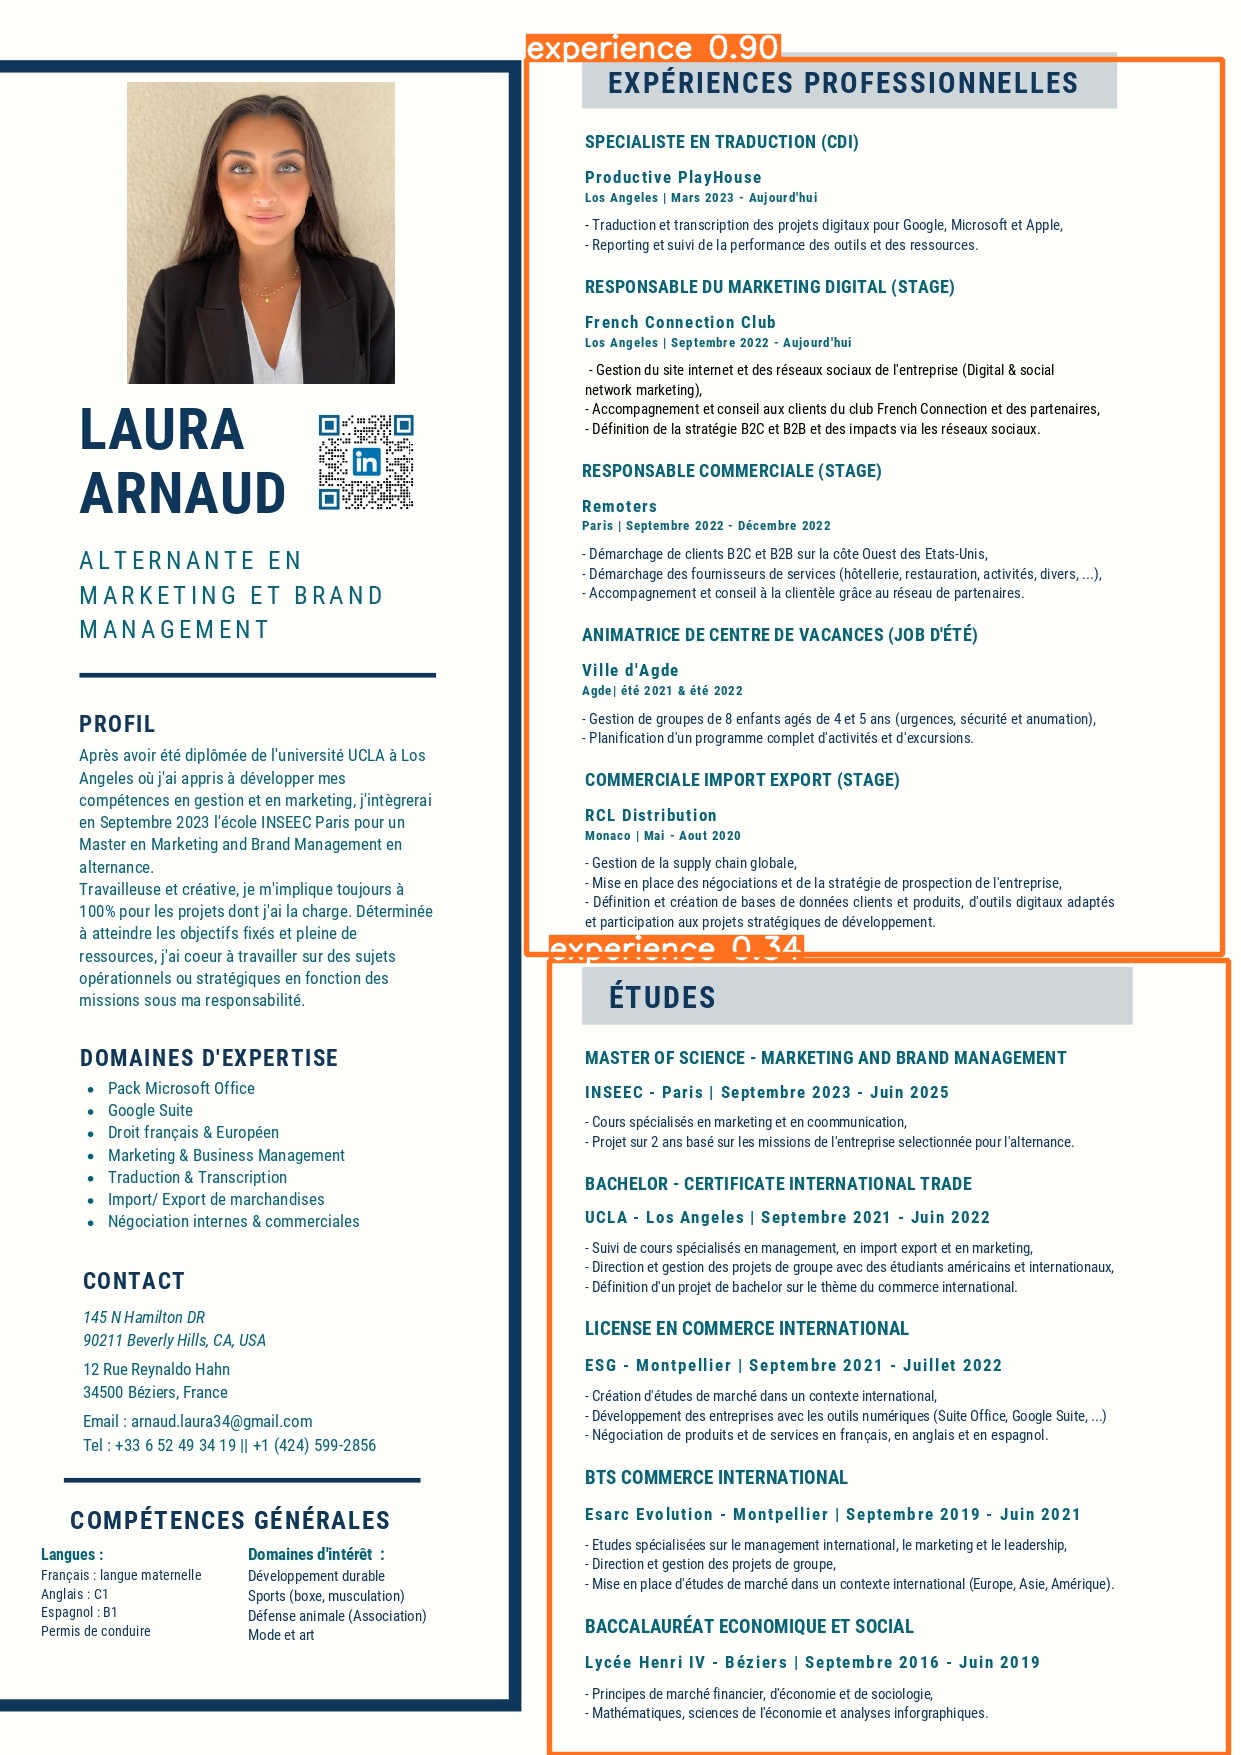 LAURA
ARNAUD
in
ALTERNANTE EN
MARKETING ET BRAND
MANAGEMENT
PROFIL
Après avoir été diplômée de l'université UCLA à Los
Angeles où j'ai appris à développer mes
compétences en gestion et en marketing, j'intègrerai
en Septembre 2023 l'école INSEEC Paris pour un
Master en Marketing and Brand Management en
alternance.
Travailleuse et créative, je m'implique toujours à
100% pour les projets dont j'ai la charge. Déterminée
à atteindre les objectifs fixés et pleine de
ressources, j'ai coeur à travailler sur des sujets
opérationnels ou stratégiques en fonction des
missions sous ma responsabilité.
DOMAINES D'EXPERTISE
• Pack Microsoft Office
• Google Suite
• Droit français & Européen
• Marketing & Business Management
• Traduction & Transcription
• Import/ Export de marchandises
• Négociation internes & commerciales
CONTACT
145 N Hamilton DR
90211 Beverly Hills, CA, USA
12 Rue Reynaldo Hahn
34500 Béziers, France
Email : arnaud.laura34@gmail.com
Tel : +33 6 52 49 34 19 || +1 (424) 599-2856
COMPÉTENCES GÉNÉRALES
Langues :
Français : langue maternelle
Anglais : C1
Espagnol : B1
Permis de conduire
Domaines d'intérêt :
Développement durable
Sports (boxe, musculation)
Défense animale (Association)
Mode et art
experience 0.90
EXPÉRIENCES PROFESSIONNELLES
SPECIALISTE EN TRADUCTION (CDI)
Productive PlayHouse
Los Angeles | Mars 2023 - Aujourd'hui
- Traduction et transcription des projets digitaux pour Google, Microsoft et Apple,
- Reporting et suivi de la performance des outils et des ressources.
RESPONSABLE DU MARKETING DIGITAL (STAGE)
French Connection Club
Los Angeles | Septembre 2022 - Aujourd'hui
- Gestion du site internet et des réseaux sociaux de l'entreprise (Digital & social
network marketing),
- Accompagnement et conseil aux clients du club French Connection et des partenaires,
- Définition de la stratégie B2C et B2B et des impacts via les réseaux sociaux.
RESPONSABLE COMMERCIALE (STAGE)
Remoters
Paris | Septembre 2022 - Décembre 2022
- Démarchage de clients B2C et B2B sur la côte Ouest des Etats-Unis,
- Démarchage des fournisseurs de services (hôtellerie, restauration, activités, divers, ...),
- Accompagnement et conseil à la clientèle grâce au réseau de partenaires.
ANIMATRICE DE CENTRE DE VACANCES (JOB D'ÉTÉ)
Ville d'Agde
Agde| été 2021 & été 2022
- Gestion de groupes de 8 enfants agés de 4 et 5 ans (urgences, sécurité et anumation),
- Planification d'un programme complet d'activités et d'excursions.
COMMERCIALE IMPORT EXPORT (STAGE)
RCL Distribution
Monaco | Mai - Aout 2020
- Gestion de la supply chain globale,
- Mise en place des négociations et de la stratégie de prospection de l'entreprise,
- Définition et création de bases de données clients et produits, d'outils digitaux adaptés
et participation aux projets stratégiques de développement.
experience 0.34
ÉTUDES
MASTER OF SCIENCE - MARKETING AND BRAND MANAGEMENT
INSEEC - Paris | Septembre 2023 - Juin 2025
- Cours spécialisés en marketing et en coommunication,
- Projet sur 2 ans basé sur les missions de l'entreprise selectionnée pour l'alternance.
BACHELOR - CERTIFICATE INTERNATIONAL TRADE
UCLA - Los Angeles | Septembre 2021 - Juin 2022
- Suivi de cours spécialisés en management, en import export et en marketing,
- Direction et gestion des projets de groupe avec des étudiants américains et internationaux,
- Définition d'un projet de bachelor sur le thème du commerce international.
LICENSE EN COMMERCE INTERNATIONAL
ESG - Montpellier | Septembre 2021 - Juillet 2022
- Création d'études de marché dans un contexte international,
- Développement des entreprises avec les outils numériques (Suite Office, Google Suite, ...)
- Négociation de produits et de services en français, en anglais et en espagnol.
BTS COMMERCE INTERNATIONAL
Esarc Evolution - Montpellier | Septembre 2019 - Juin 2021
- Etudes spécialisées sur le management international, le marketing et le leadership,
- Direction et gestion des projets de groupe,
- Mise en place d'études de marché dans un contexte international (Europe, Asie, Amérique).
BACCALAURÉAT ECONOMIQUE ET SOCIAL
Lycée Henri IV - Béziers | Septembre 2016 - Juin 2019
- Principes de marché financier, d'économie et de sociologie,
- Mathématiques, sciences de l'économie et analyses inforgraphiques.